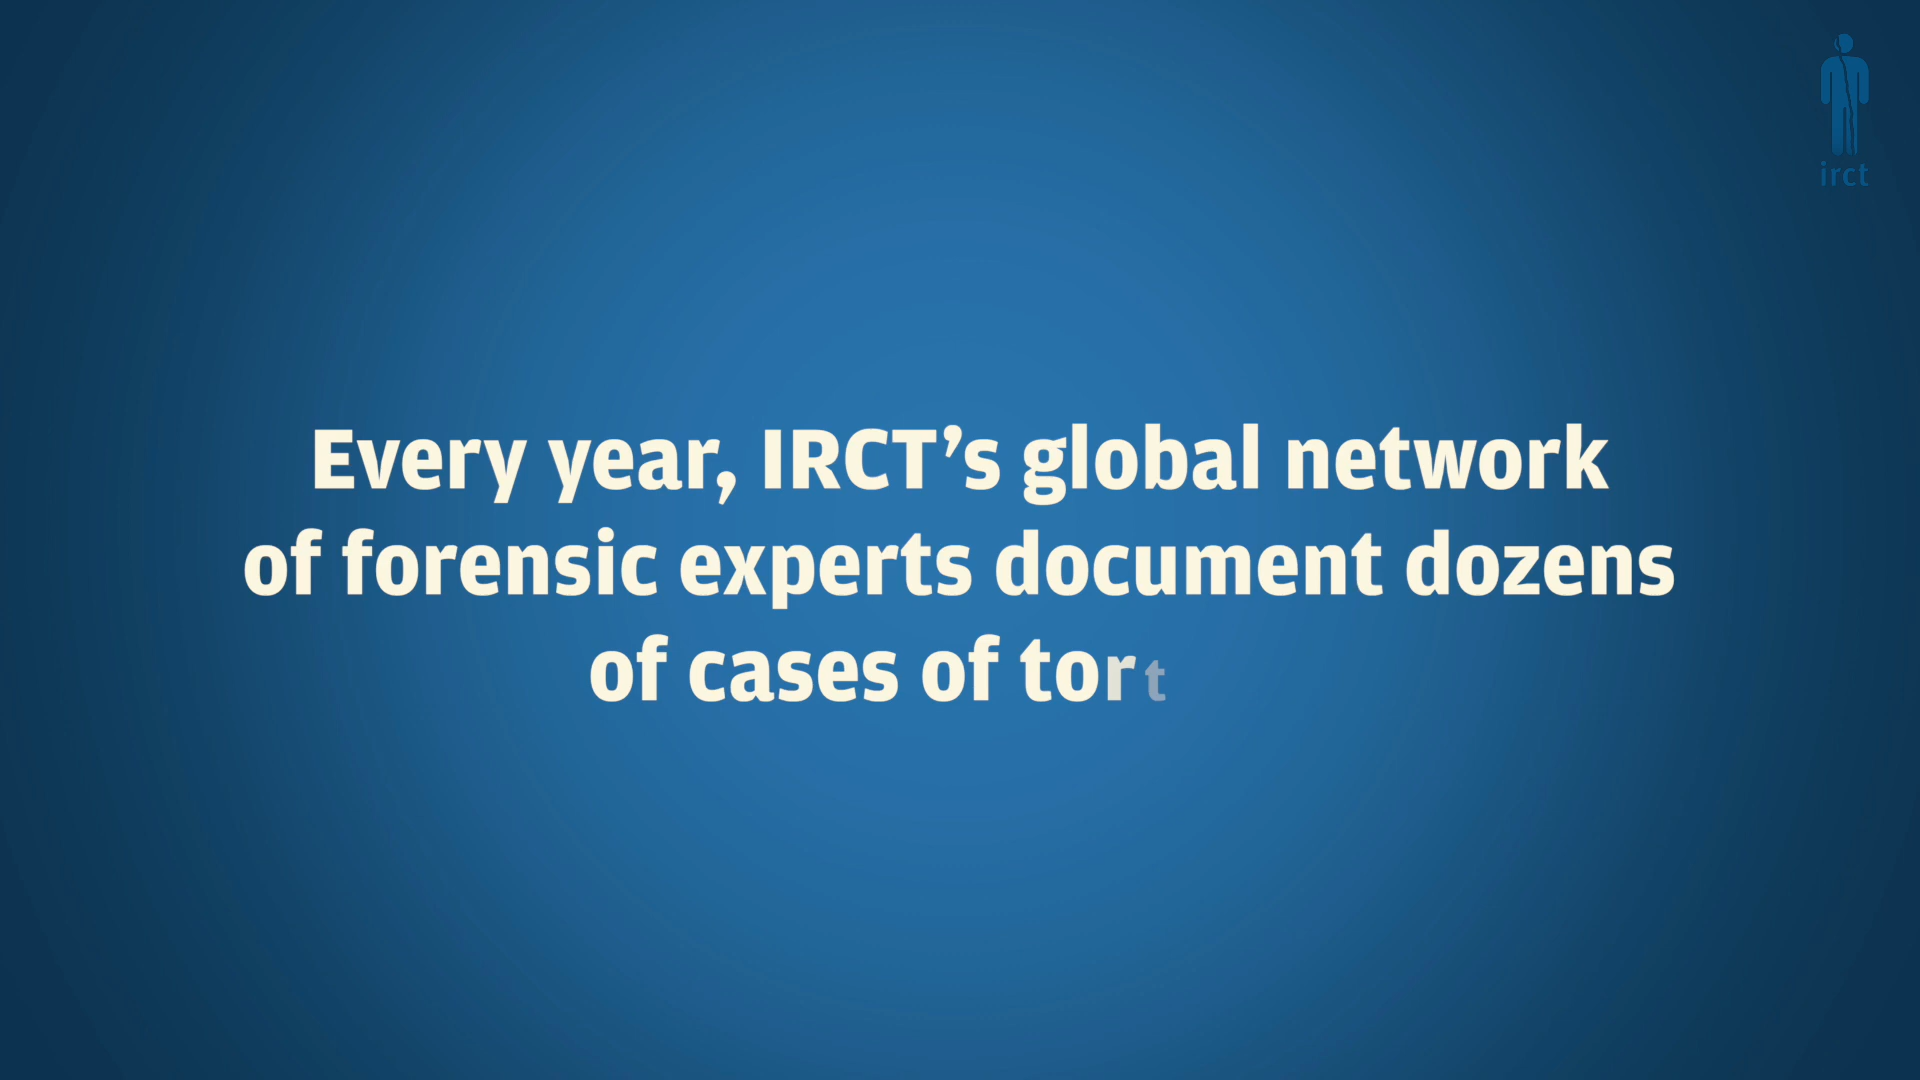 irct
Every year, IRCT’s global network
of forensic experts document dozens
of cases of tort